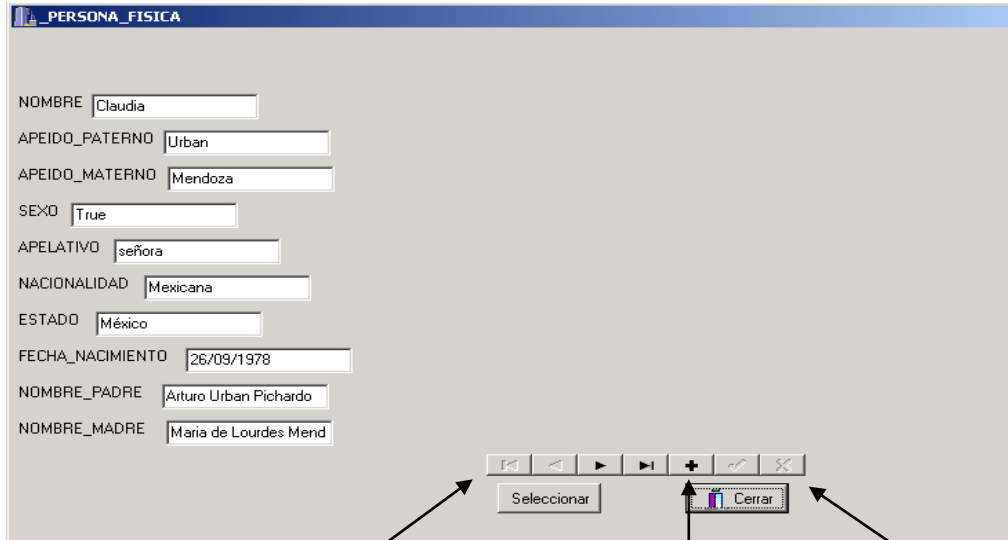 _PERSONA_FISICA
NOMBRE Claudia
APEIDO_PATERNO Urban
APEIDO_MATERNO Mendoza
SEXO True
APELATIVO señora
NACIONALIDAD Mexicana
ESTADO México
FECHA_NACIMIENTO 26/09/1978
NOMBRE_PADRE Arturo Urban Pichardo
NOMBRE_MADRE Maria de Lourdes Mend
Seleccionar Cerrar